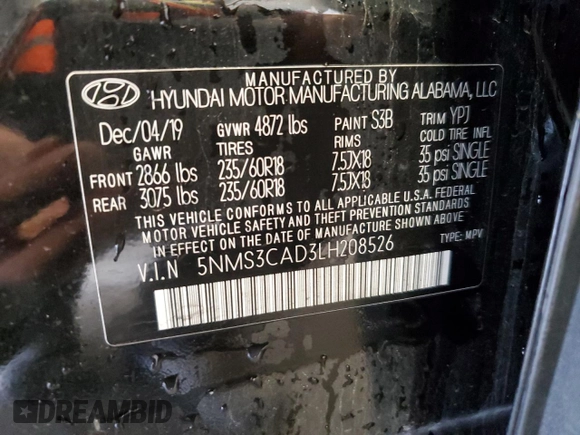 MANUFACTURED BY
HYUNDAI MOTOR MANUFACTURING ALABAMA, LLC
Dec/04/19 GVWR 4872 lbs PAINT S3B TRIM YPJ
GAWR TIRES RIMS COLD TIRE INFL
FRONT 2866 lbs 235/60R18 7.5JX18 35 psi SINGLE
REAR 3075 lbs 235/60R18 7.5JX18 35 psi SINGLE
THIS VEHICLE CONFORMS TO ALL APPLICABLE U.S.A. FEDERAL
MOTOR VEHICLE SAFETY, BUMPER, AND THEFT PREVENTION STANDARDS
IN EFFECT ON THE DATE OF MANUFACTURE SHOWN ABOVE.
V.I.N 5NMS3CAD3LH208526 TYPE: MPV
DREAMBID